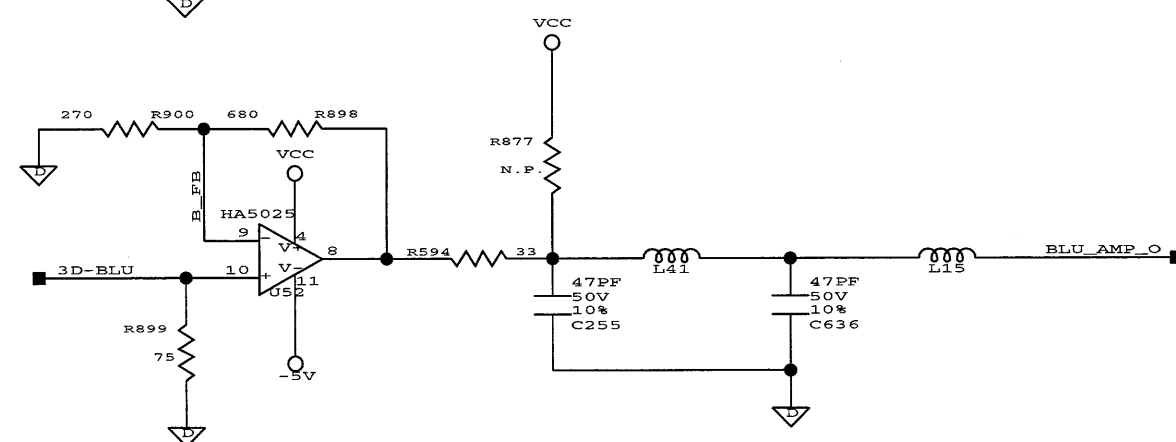 D
VCC
270 R900 680 R898
R877
VCC
N.P.
D
B_FB
HA5025
9 - 4
V+
8
R594 33
BLU_AMP_O
3D-BLU
10 +
V-
L41
L15
11
U52
47PF
50V
10%
C255
47PF
50V
10%
C636
R899
75
-5V
D
D